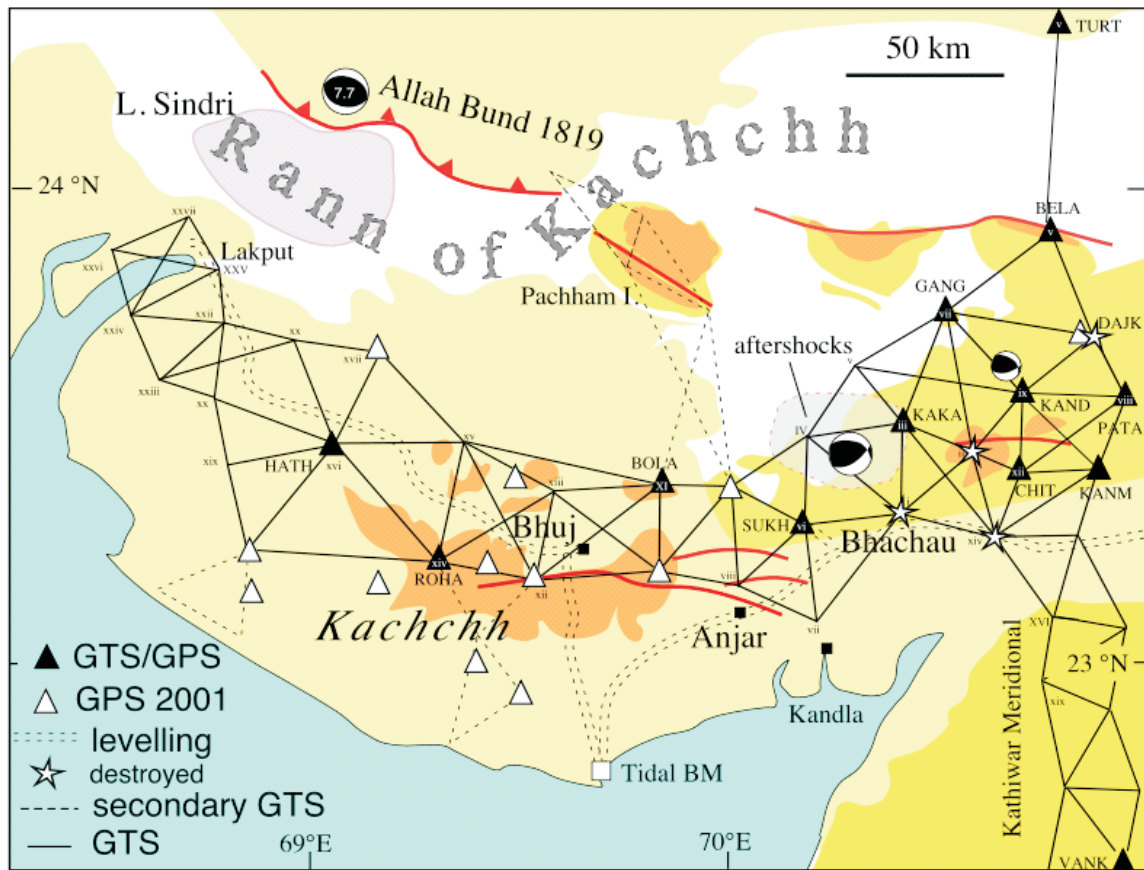 v
TURT
50 km
7.7
Allah Bund 1819
L. Sindri
Rann of Kachchh
24 °N
xxvii
BELA
v
Lakput
xxvi
XXV
Pachham I.
GANG
vii
xxiv
xxii
xx
DAJK
xvii
aftershocks
v
xxiii
xx
ix
KAND
viii
PATA
KAKA
iii
IV
xv
xix
HATH
xvi
BOL'A
XI
xiii
xii
CHIT
KANM
SUKH
vi
Bhuj
Bhachau
xiv
xiv
ROHA
xii
viii
Kachchh
vii
Anjar
XVI
GTS/GPS
23 °N
GPS 2001
xix
Kandla
levelling
Kathiwar Meridional
destroyed
Tidal BM
secondary GTS
GTS
69°E
70°E
VANK